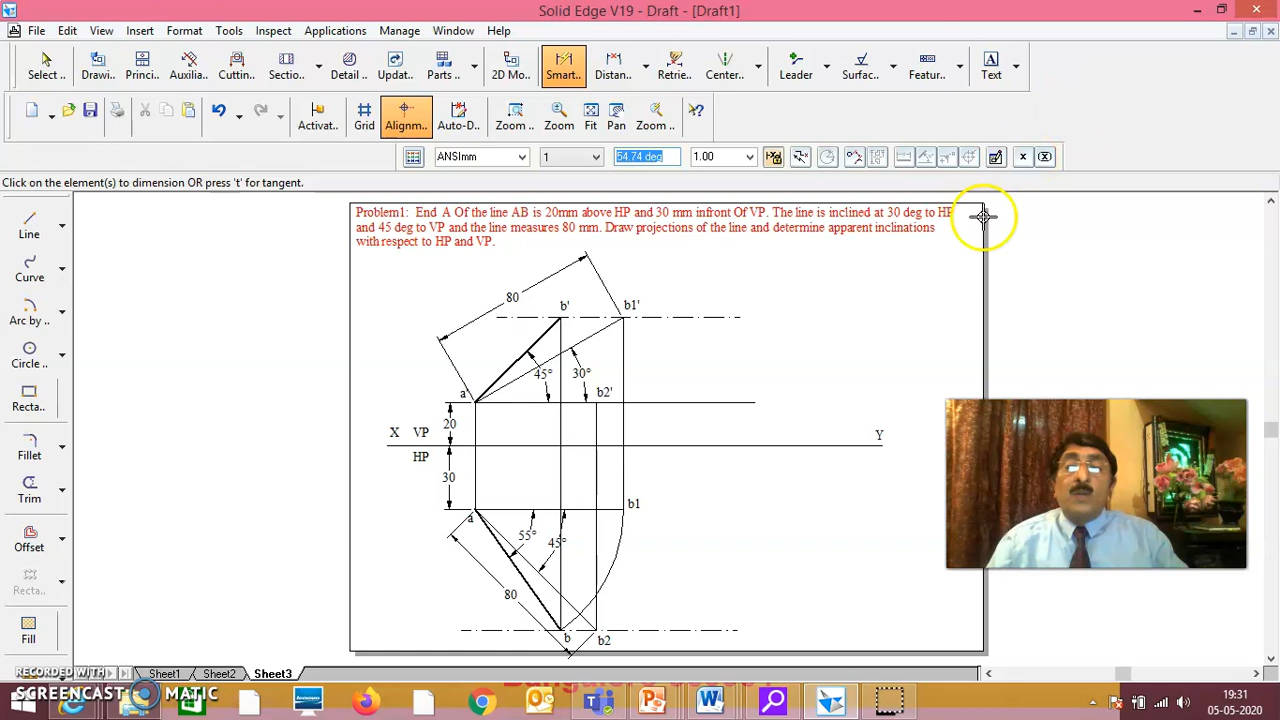 Solid Edge V19 - Draft - [Draft1]
File Edit View Insert Format Tools Inspect Applications Manage Window Help
Select .. Drawi.. Princi.. Auxilia.. Cuttin.. Sectio.. Detail .. Updat.. Parts .. 2D Mo.. Smart.. Distan.. Retrie.. Center.. Leader Surfac.. Featur.. Text
Activat.. Grid Alignm.. Auto-D.. Zoom .. Zoom Fit Pan Zoom ..
ANSImm 1 54.74 deg 1.00
Click on the element(s) to dimension OR press 't' for tangent.
Line
Curve
Arc by ..
Circle ..
Recta..
Fillet
Trim
Offset
Recta..
Fill
Problem1: End A Of the line AB is 20mm above HP and 30 mm infront Of VP. The line is inclined at 30 deg to HP
and 45 deg to VP and the line measures 80 mm. Draw projections of the line and determine apparent inclinations
with respect to HP and VP.
80
b' b1'
45° 30°
a' b2'
20
X VP Y
HP
30
b1
a
55° 45°
80
b b2
Sheet1 Sheet2 Sheet3
RECORDED WITH
SCREENCAST MATIC
19:31
05-05-2020